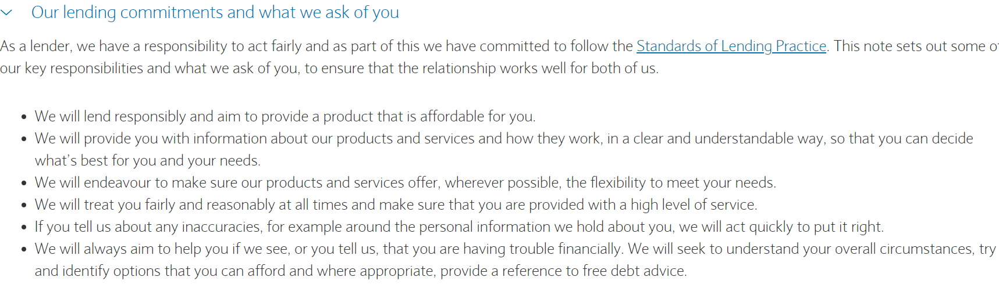 Our lending commitments and what we ask of you
As a lender, we have a responsibility to act fairly and as part of this we have committed to follow the Standards of Lending Practice. This note sets out some
our key responsibilities and what we ask of you, to ensure that the relationship works well for both of us.
• We will lend responsibly and aim to provide a product that is affordable for you.
• We will provide you with information about our products and services and how they work, in a clear and understandable way, so that you can decide
what’s best for you and your needs.
• We will endeavour to make sure our products and services offer, wherever possible, the flexibility to meet your needs.
• We will treat you fairly and reasonably at all times and make sure that you are provided with a high level of service.
• If you tell us about any inaccuracies, for example around the personal information we hold about you, we will act quickly to put it right.
• We will always aim to help you if we see, or you tell us, that you are having trouble financially. We will seek to understand your overall circumstances, try
and identify options that you can afford and where appropriate, provide a reference to free debt advice.